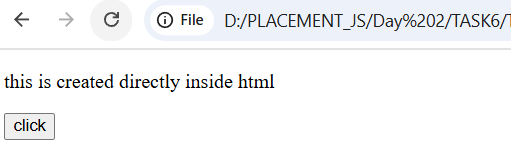 File D:/PLACEMENT_JS/Day%202/TASK6/
this is created directly inside html
click